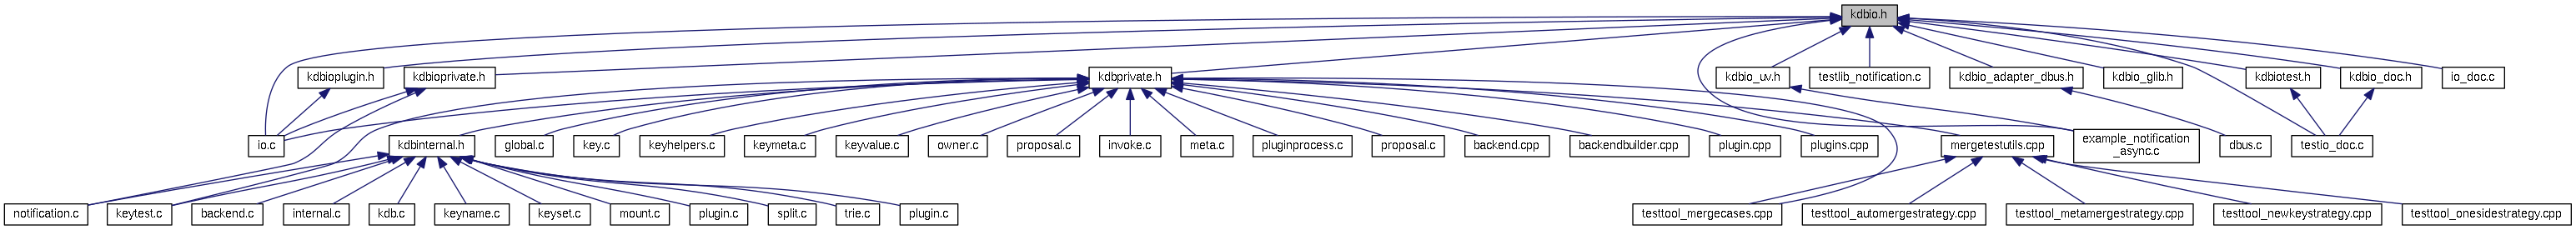 kdbio.h
kdbioplugin.h
kdbioprivate.h
kdbprivate.h
kdbio_uv.h
testlib_notification.c
kdbio_adapter_dbus.h
kdbio_glib.h
kdbiotest.h
kdbio_doc.h
io_doc.c
io.c
kdbinternal.h
global.c
key.c
keyhelpers.c
keymeta.c
keyvalue.c
owner.c
proposal.c
invoke.c
meta.c
pluginprocess.c
proposal.c
backend.cpp
backendbuilder.cpp
plugin.cpp
plugins.cpp
mergetestutils.cpp
example_notification
_async.c
dbus.c
testio_doc.c
notification.c
keytest.c
backend.c
internal.c
kdb.c
keyname.c
keyset.c
mount.c
plugin.c
split.c
trie.c
plugin.c
testtool_mergecases.cpp
testtool_automergestrategy.cpp
testtool_metamergestrategy.cpp
testtool_newkeystrategy.cpp
testtool_onesidestrategy.cpp